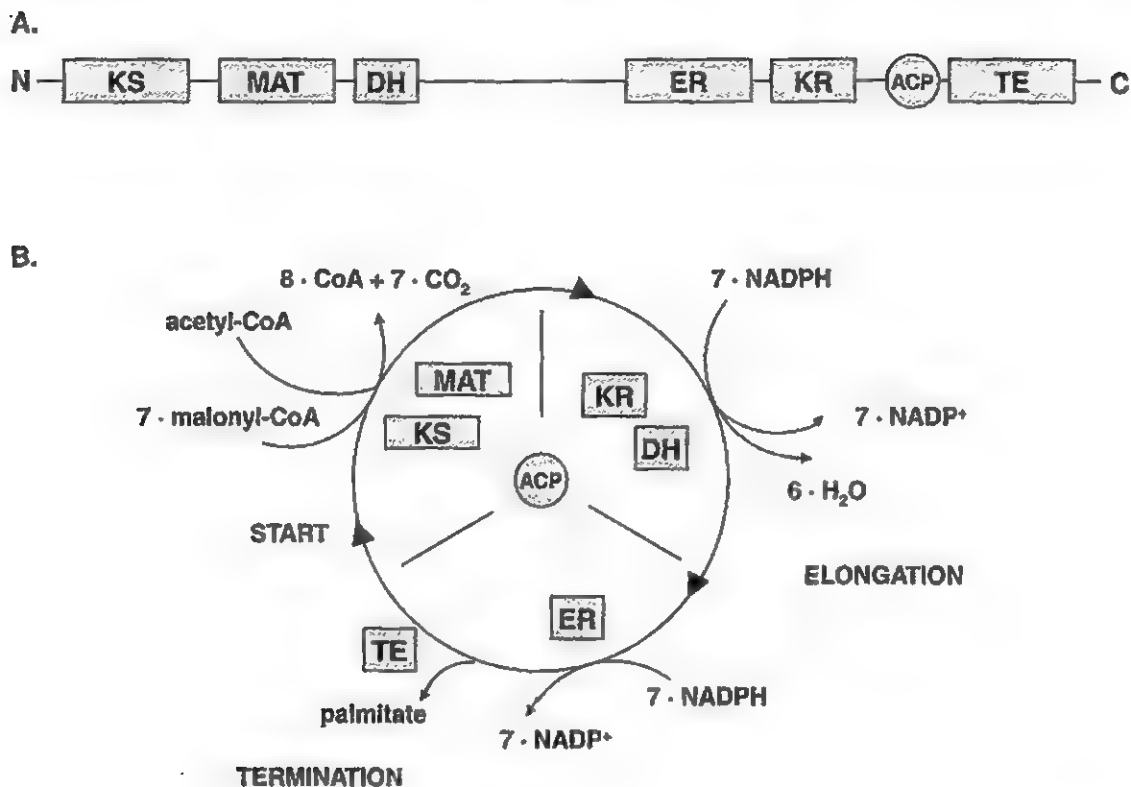 A.
N KS MAT DH ER KR ACP TE C
B.
8 · CoA + 7 · CO₂
7 · NADPH
acetyl-CoA
MAT
KR
7 · malonyl-CoA
KS
DH
7 · NADP⁺
ACP
6 · H₂O
START
ELONGATION
ER
TE
7 · NADPH
palmitate
7 · NADP⁺
TERMINATION